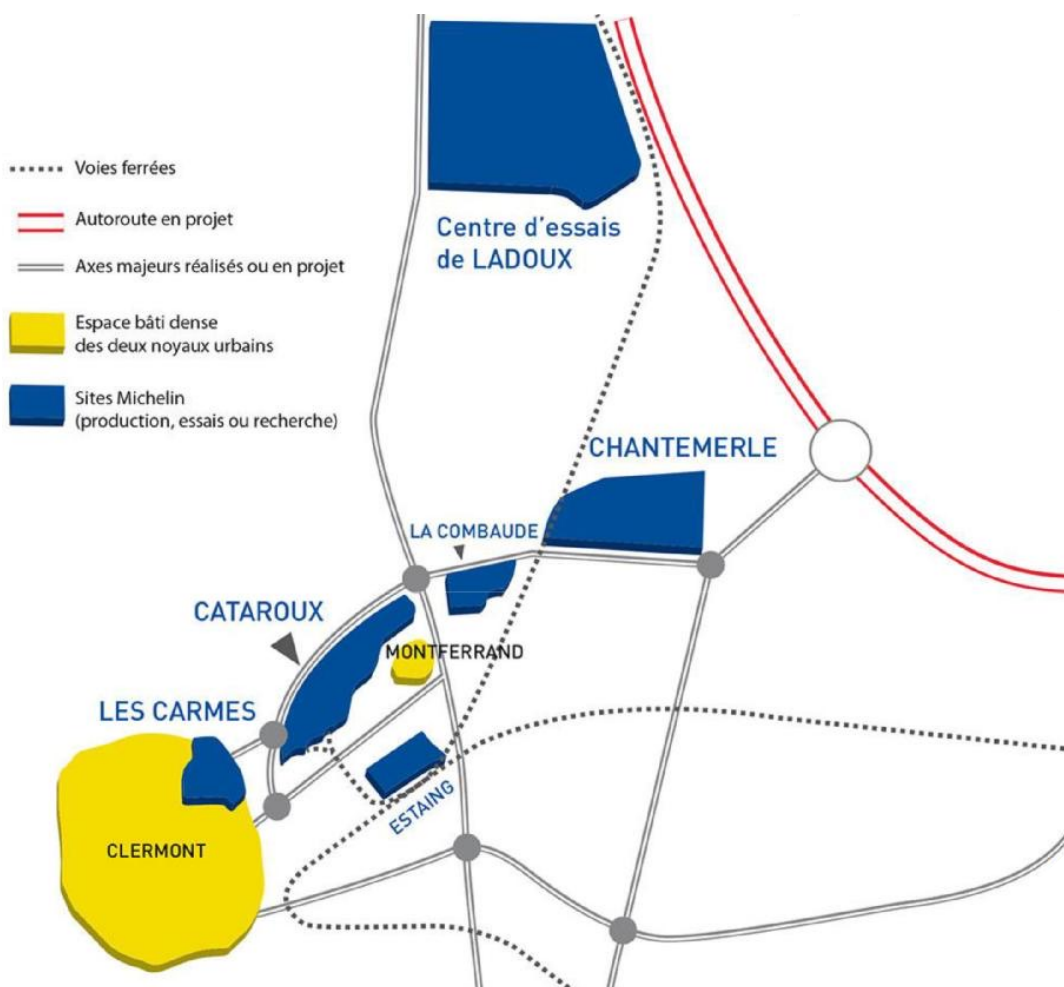 Voies ferrées
Autoroute en projet
Axes majeurs réalisés ou en projet
Espace bâti dense
des deux noyaux urbains
Sites Michelin
(production, essais ou recherche)
Centre d'essais
de LADOUX
CHANTEMERLE
LA COMBAUDE
CATAROUX
MONTFERRAND
LES CARMES
ESTAING
CLERMONT